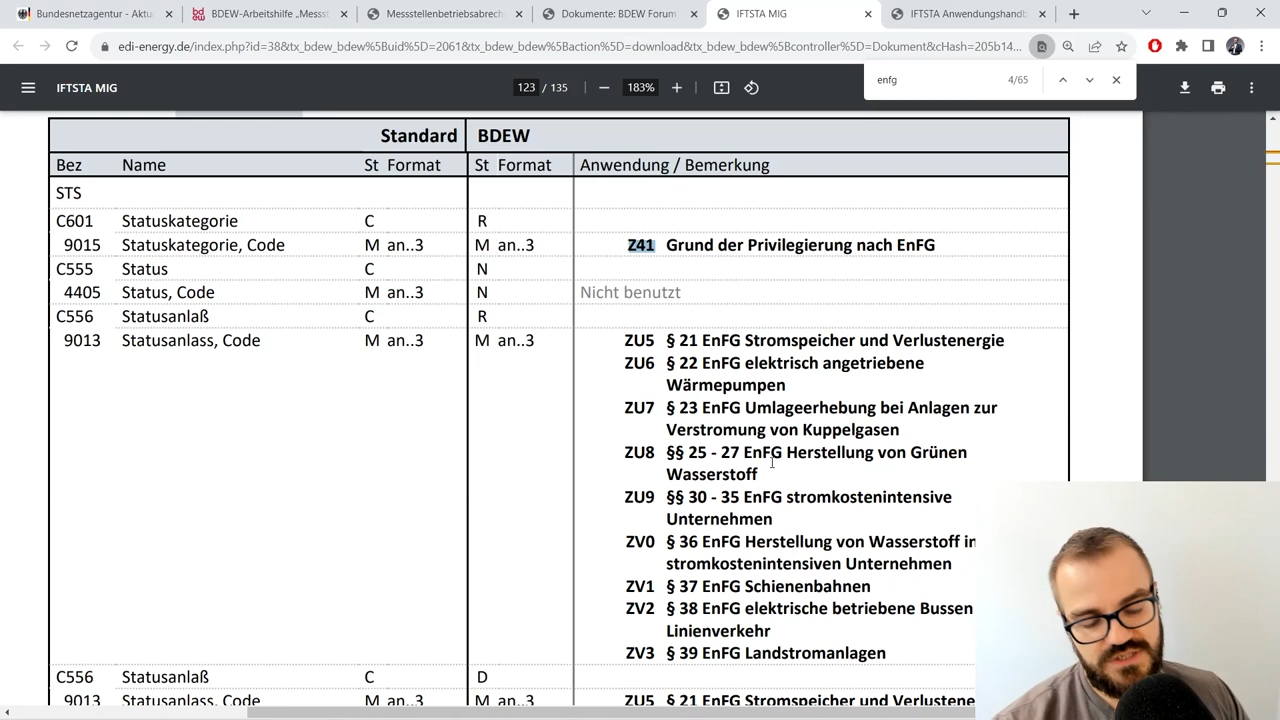 Bundesnetzagentur - Aktu
BDEW-Arbeitshilfe „Messst
Messstellenbetriebsabrech
Dokumente: BDEW Forum
IFTSTA MIG
IFTSTA Anwendungshandb
edi-energy.de/index.php?id=38&tx_bdew_bdew%5Buid%5D=2000&tx_bdew_bdew%5Baction%5D=download&tx_bdew_bdew%5Bcontroller%5D=Document&cHash=205b14...
enfg 4/65
IFTSTA MIG 123 / 135 183%
Standard BDEW
Bez Name St Format St Format Anwendung / Bemerkung
STS
C601 Statuskategorie C R
9015 Statuskategorie, Code M an..3 M an..3 Z41 Grund der Privilegierung nach EnFG
C555 Status C N
4405 Status, Code M an..3 N Nicht benutzt
C556 Statusanlaß C R
9013 Statusanlass, Code M an..3 M an..3 ZU5 § 21 EnFG Stromspeicher und Verlustenergie
ZU6 § 22 EnFG elektrisch angetriebene
Wärmepumpen
ZU7 § 23 EnFG Umlageerhebung bei Anlagen zur
Verstromung von Kuppelgasen
ZU8 §§ 25 - 27 EnFG Herstellung von Grünen
Wasserstoff
ZU9 §§ 30 - 35 EnFG stromkostenintensive
Unternehmen
ZV0 § 36 EnFG Herstellung von Wasserstoff in
stromkostenintensiven Unternehmen
ZV1 § 37 EnFG Schienenbahnen
ZV2 § 38 EnFG elektrische betriebene Bussen
Linienverkehr
ZV3 § 39 EnFG Landstromanlagen
C556 Statusanlaß C D
9013 Statusanlass, Code M an..3 M an..3 ZU5 § 21 EnFG Stromspeicher und Verlustene